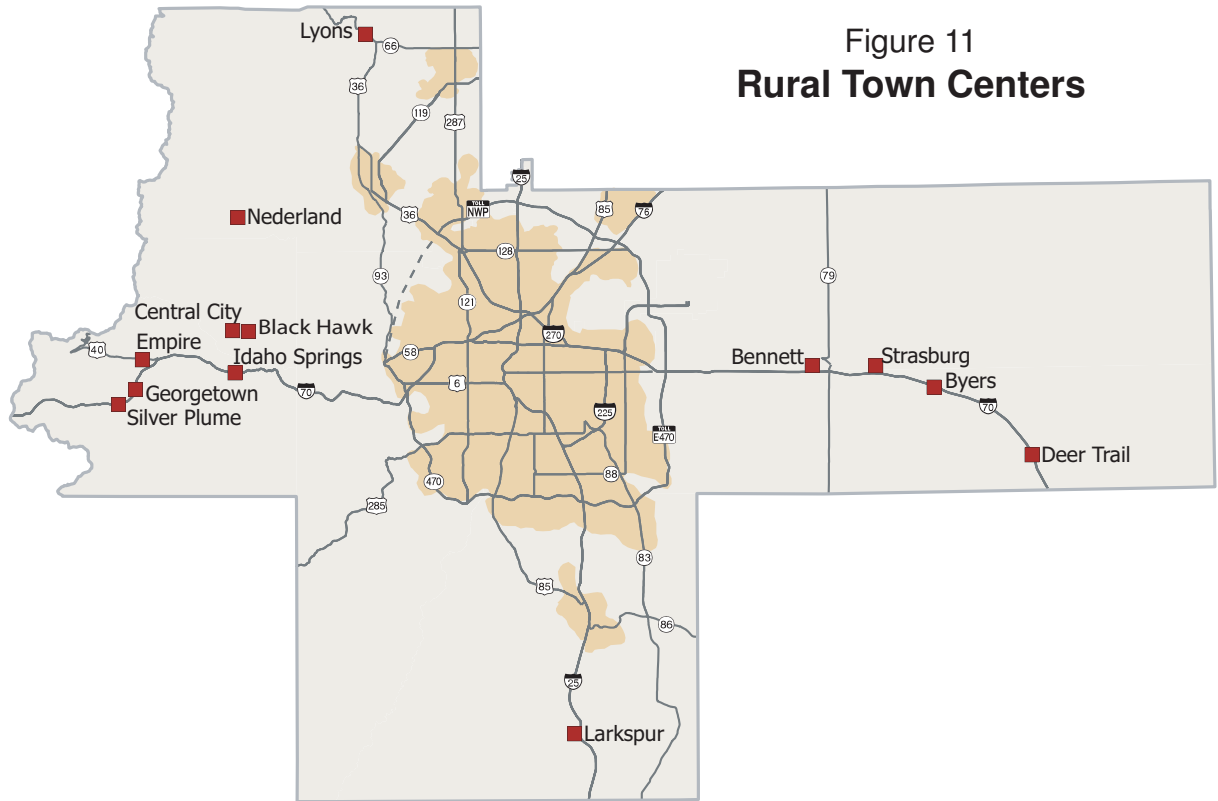 Figure 11
Rural Town Centers
Lyons
66
36
119
287
25
TOLL
NWP
85
76
36
Nederland
128
93
79
121
Central City
Black Hawk
270
40
Empire
58
Idaho Springs
Bennett
Strasburg
6
Byers
70
Georgetown
225
70
Silver Plume
TOLL
E470
Deer Trail
88
470
285
83
85
86
25
Larkspur